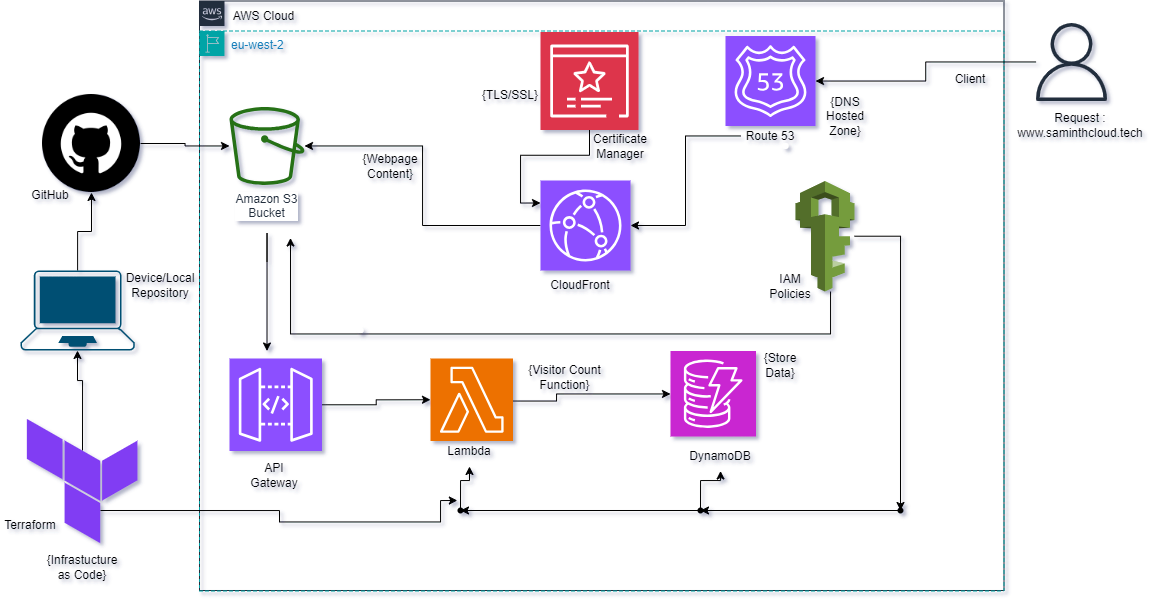 aws
AWS Cloud
eu-west-2
{TLS/SSL}
53
{DNS
Hosted
Zone}
Client
Request :
www.saminthcloud.tech
Certificate
Manager
Route 53
{Webpage
Content}
GitHub
Amazon S3
Bucket
CloudFront
IAM
Policies
Device/Local
Repository
</>
{Visitor Count
Function}
{Store
Data}
Lambda
DynamoDB
API
Gateway
Terraform
{Infrastucture
as Code}